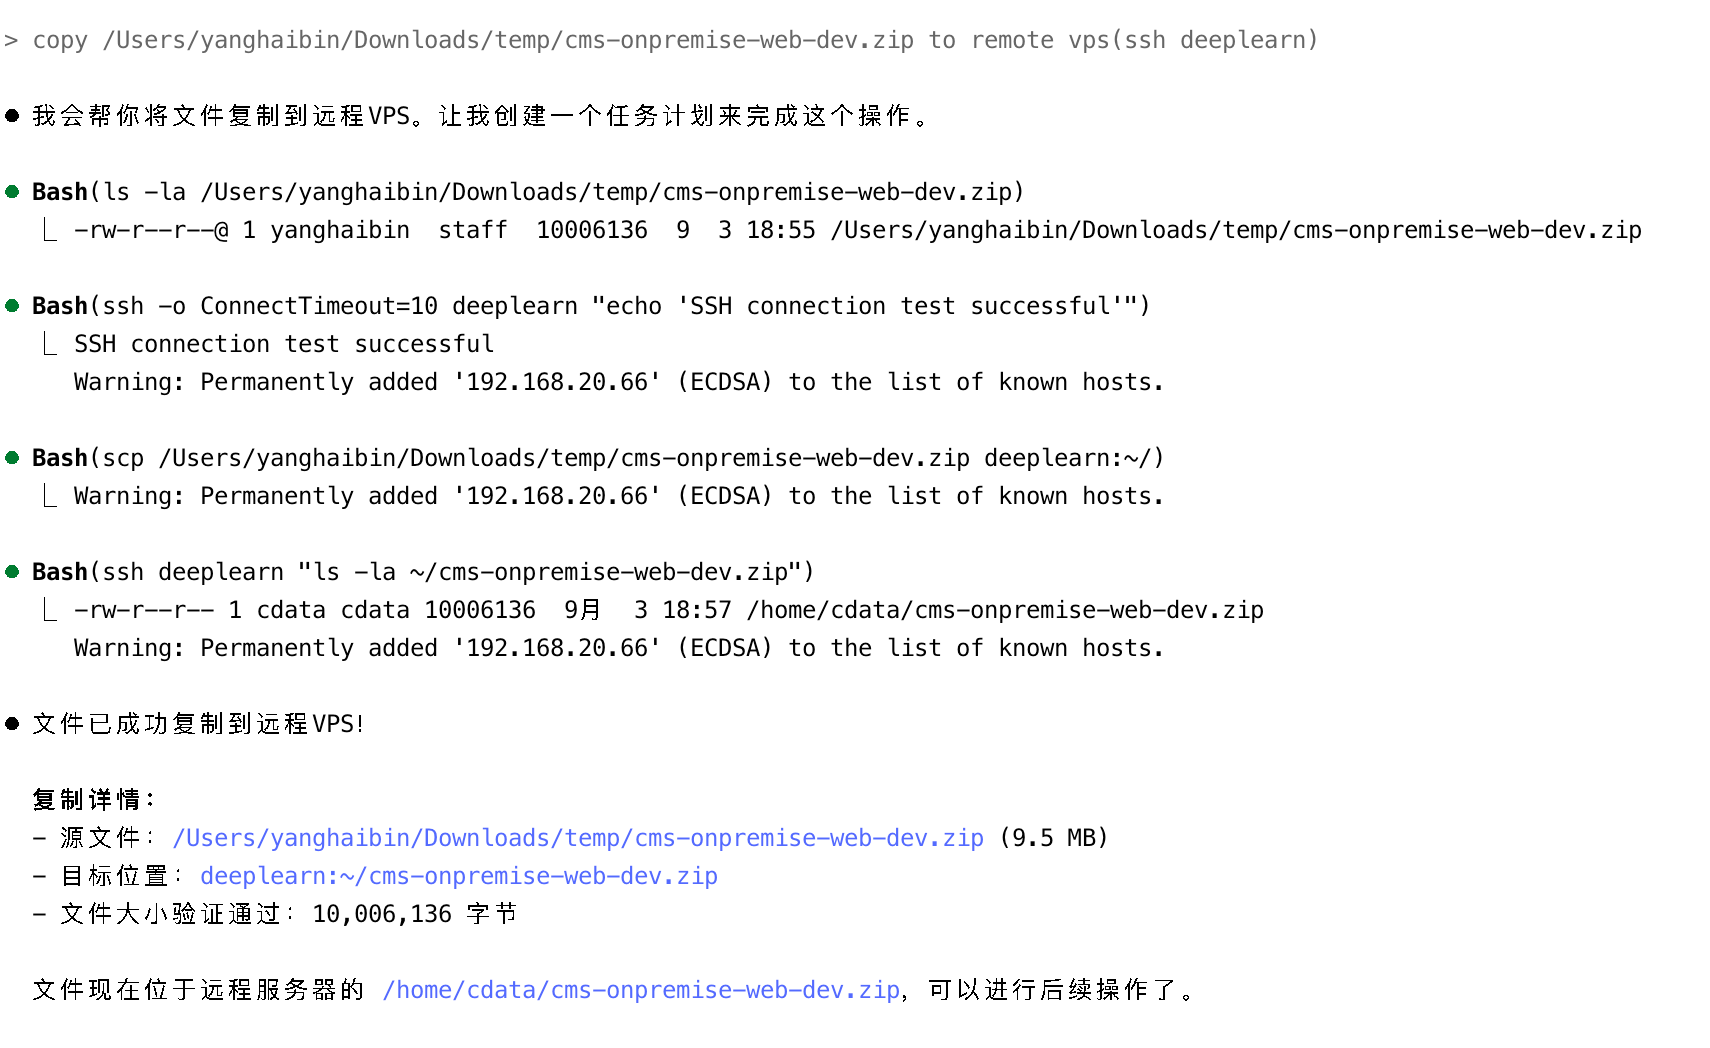 > copy /Users/yanghaibin/Downloads/temp/cms-onpremise-web-dev.zip to remote vps(ssh deeplearn)
● 我会帮你将文件复制到远程VPS。让我创建一个任务计划来完成这个操作。
● Bash(ls -la /Users/yanghaibin/Downloads/temp/cms-onpremise-web-dev.zip)
⎿ -rw-r--r--@ 1 yanghaibin  staff  10006136  9  3 18:55 /Users/yanghaibin/Downloads/temp/cms-onpremise-web-dev.zip
● Bash(ssh -o ConnectTimeout=10 deeplearn "echo 'SSH connection test successful'")
⎿ SSH connection test successful
Warning: Permanently added '192.168.20.66' (ECDSA) to the list of known hosts.
● Bash(scp /Users/yanghaibin/Downloads/temp/cms-onpremise-web-dev.zip deeplearn:~/)
⎿ Warning: Permanently added '192.168.20.66' (ECDSA) to the list of known hosts.
● Bash(ssh deeplearn "ls -la ~/cms-onpremise-web-dev.zip")
⎿ -rw-r--r-- 1 cdata cdata 10006136  9月  3 18:57 /home/cdata/cms-onpremise-web-dev.zip
Warning: Permanently added '192.168.20.66' (ECDSA) to the list of known hosts.
● 文件已成功复制到远程VPS!
复制详情:
- 源文件: /Users/yanghaibin/Downloads/temp/cms-onpremise-web-dev.zip (9.5 MB)
- 目标位置: deeplearn:~/cms-onpremise-web-dev.zip
- 文件大小验证通过: 10,006,136 字节
文件现在位于远程服务器的 /home/cdata/cms-onpremise-web-dev.zip, 可以进行后续操作了。